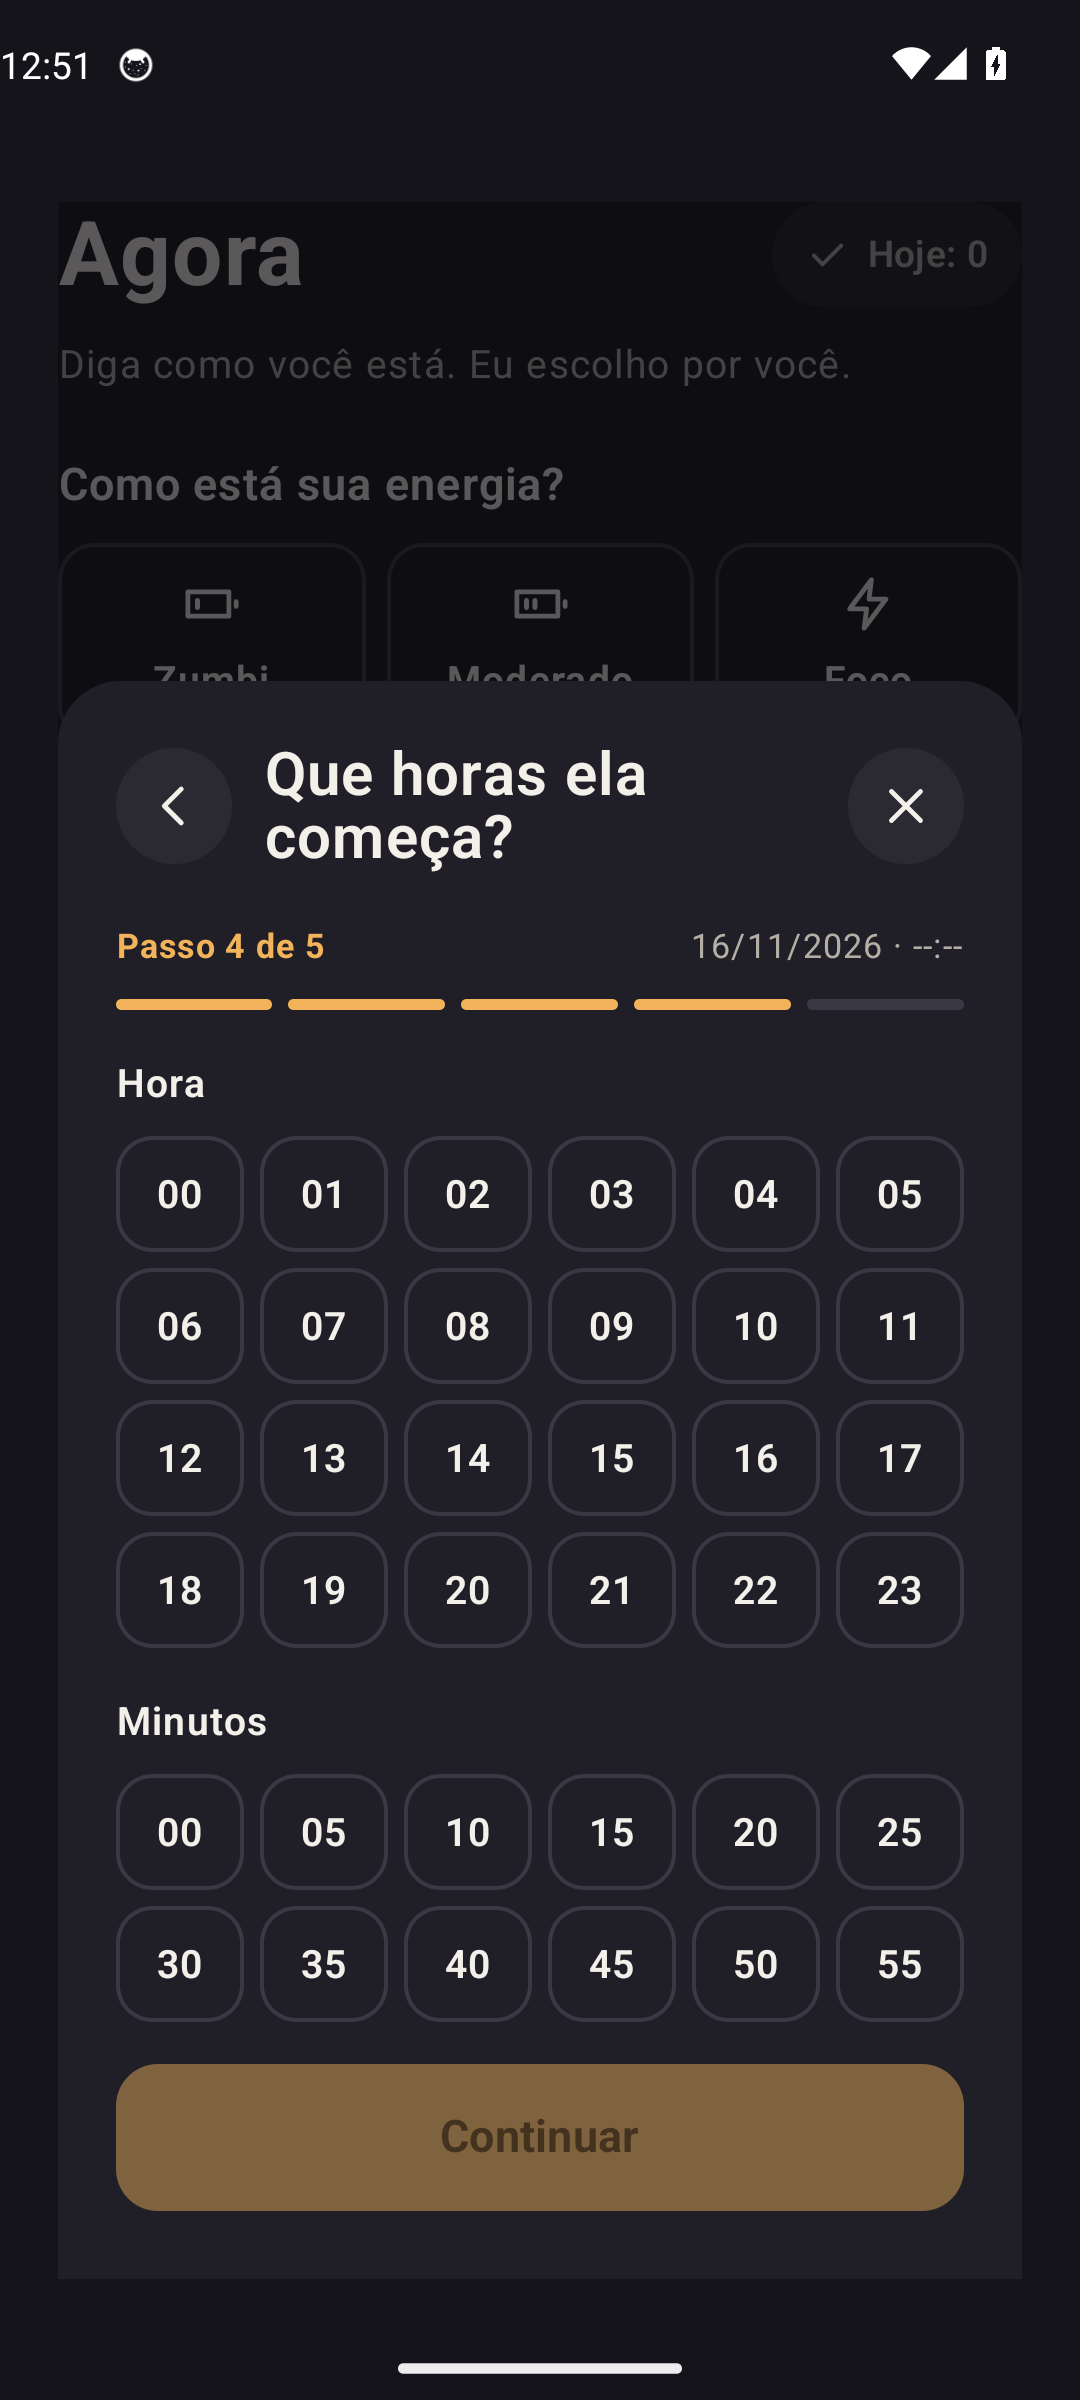 12:51
Agora
Hoje: 0
Diga como você está. Eu escolho por você.
Como está sua energia?
Zumbi
Moderado
Foco
Que horas ela
começa?
Passo 4 de 5
16/11/2026 · --:--
Hora
00 01 02 03 04 05
06 07 08 09 10 11
12 13 14 15 16 17
18 19 20 21 22 23
Minutos
00 05 10 15 20 25
30 35 40 45 50 55
Continuar